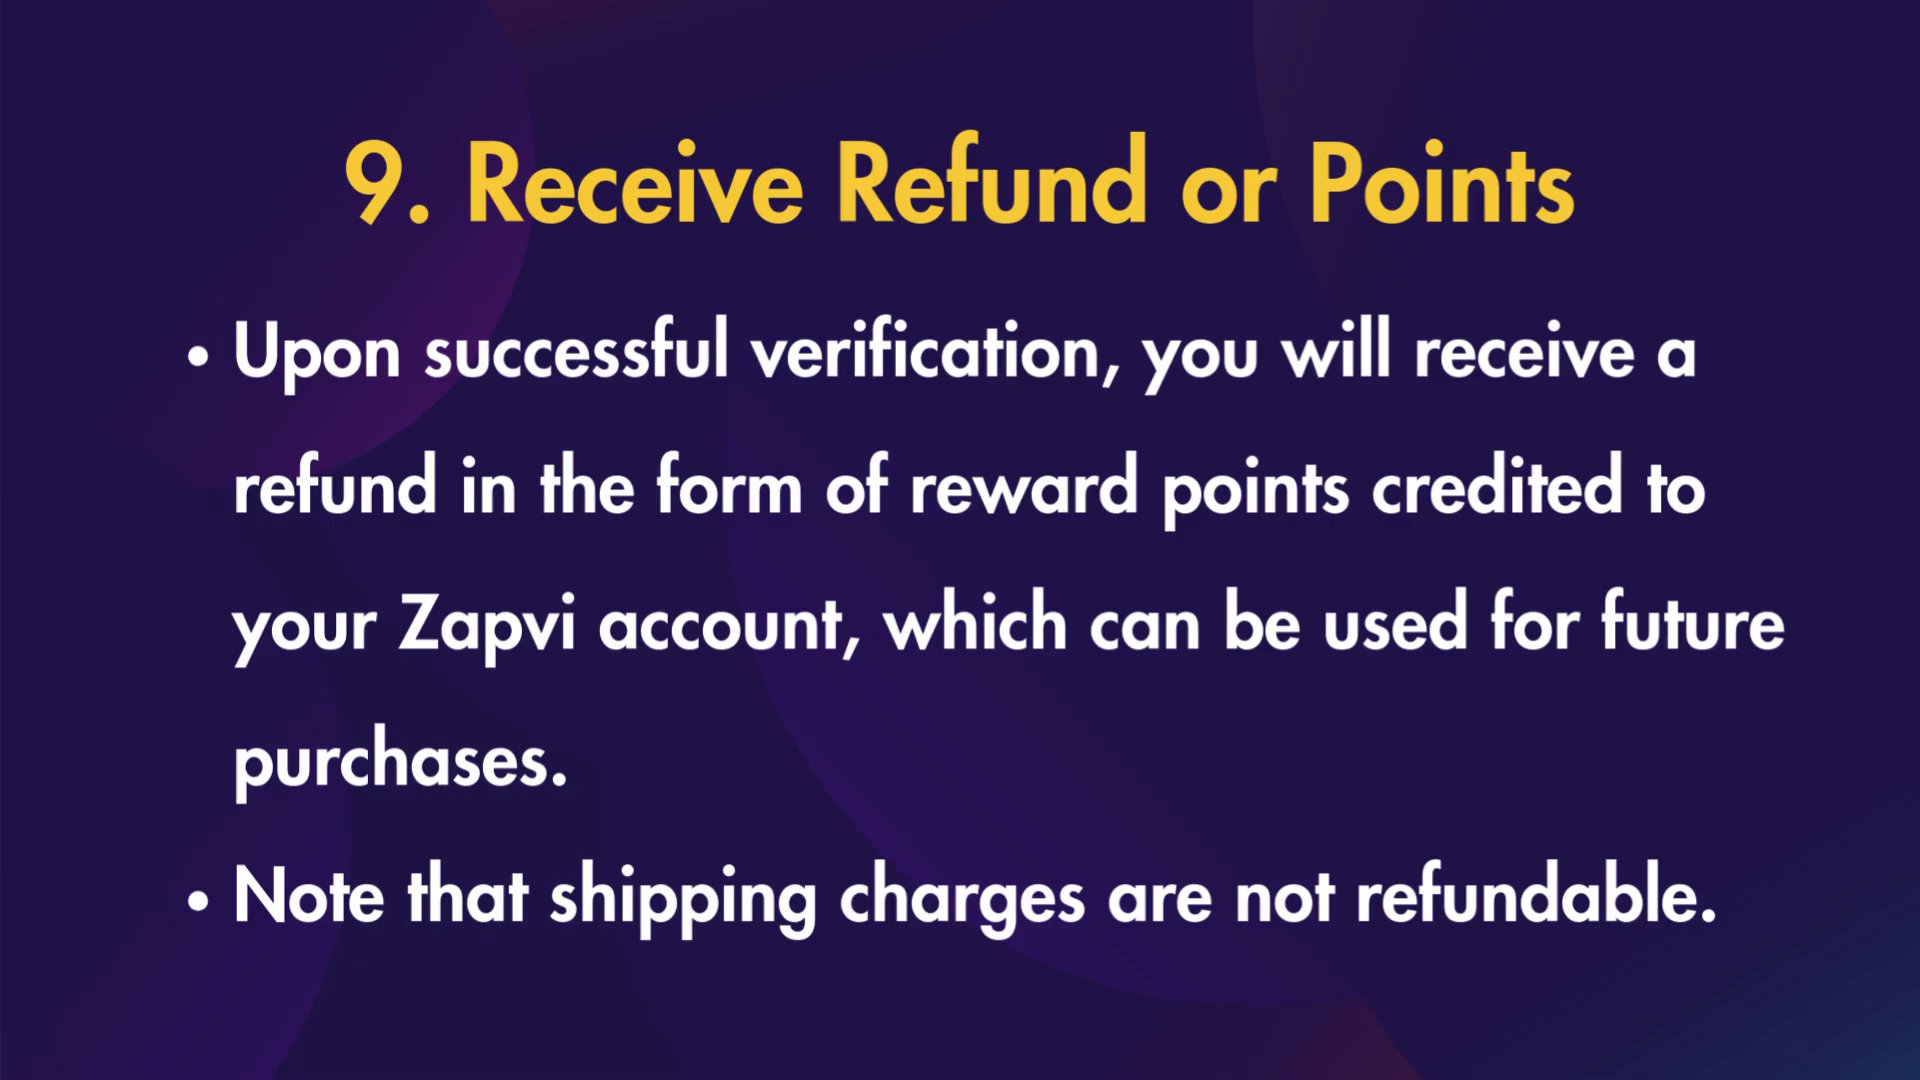 9. Receive Refund or Points
• Upon successful verification, you will receive a
refund in the form of reward points credited to
your Zapvi account, which can be used for future
purchases.
• Note that shipping charges are not refundable.